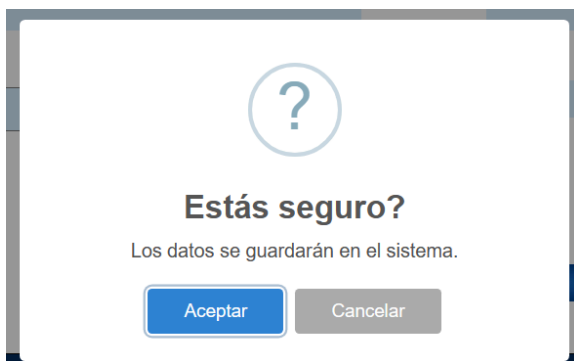 ?
Estás seguro?
Los datos se guardarán en el sistema.
Aceptar
Cancelar